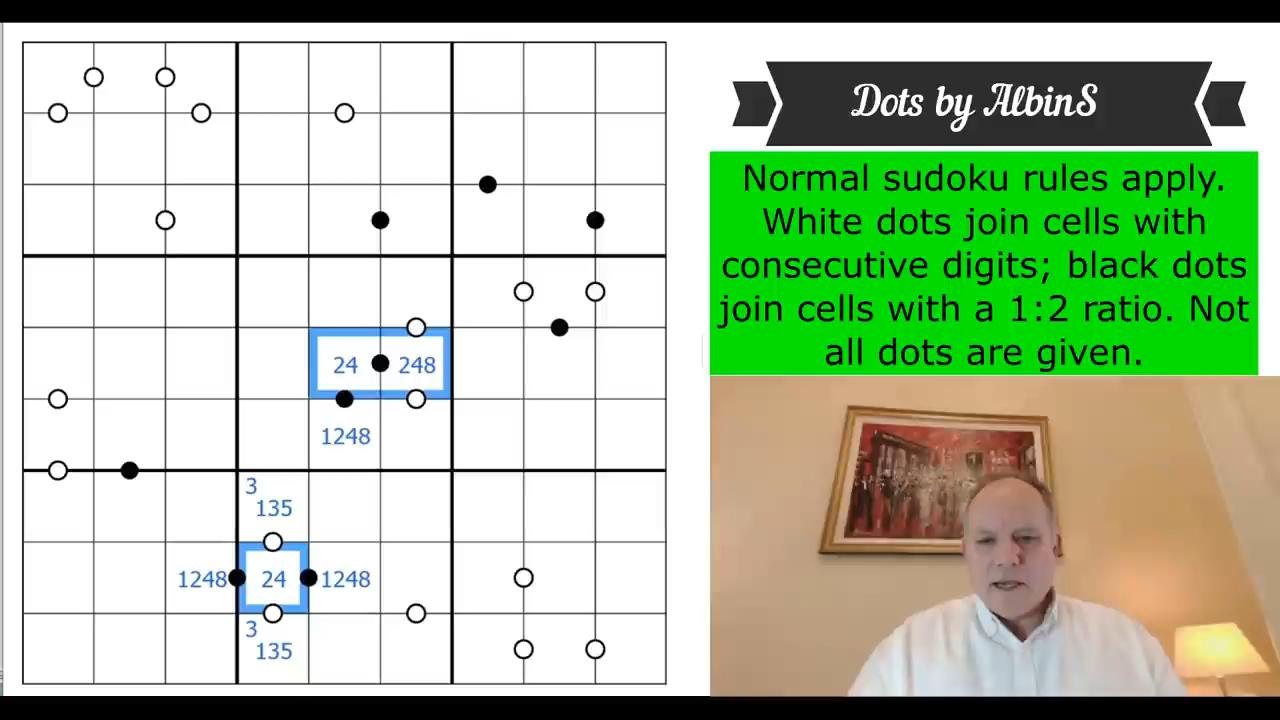 Dots by AlbinS
Normal sudoku rules apply.
White dots join cells with
consecutive digits; black dots
join cells with a 1:2 ratio. Not
all dots are given.
24 248
1248
3
135
1248 24 1248
3
135